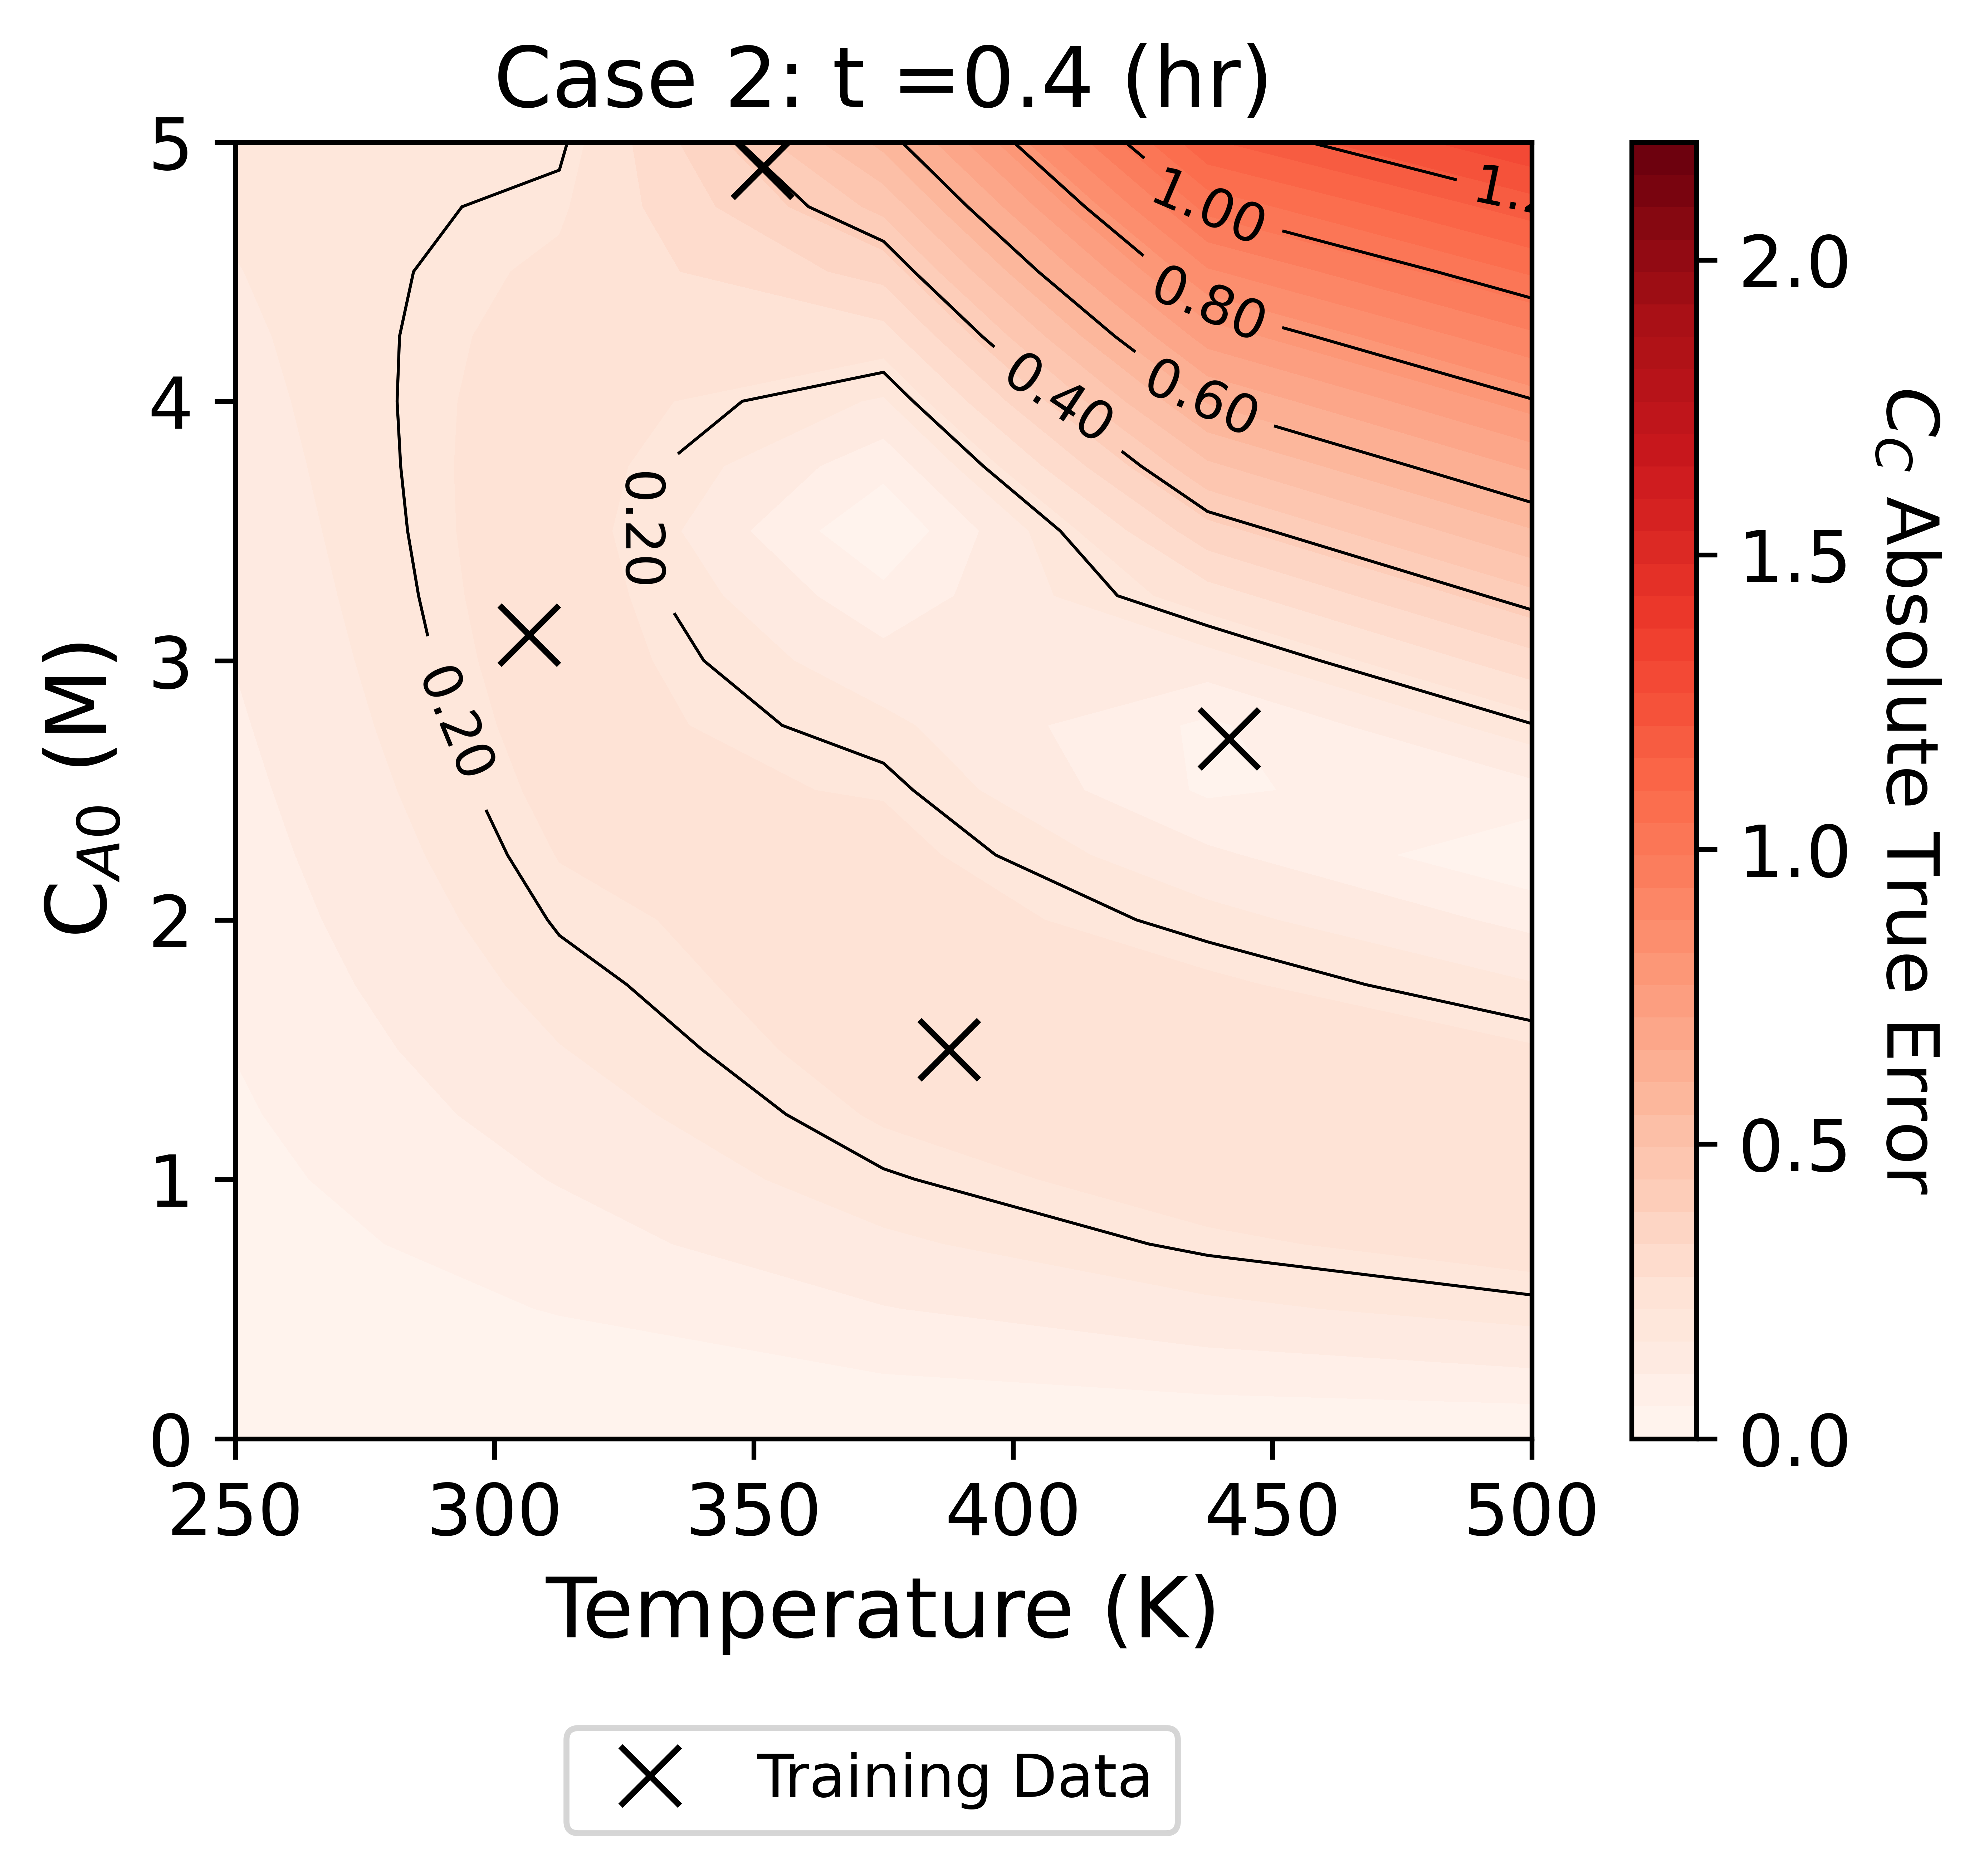 Case 2: t =0.4 (hr)
5
4
3
2
1
0
C_{A0} (M)
250 300 350 400 450 500
Temperature (K)
1.00
0.80
0.60
0.40
0.20
0.20
2.0
1.5
1.0
0.5
0.0
C_C Absolute True Error
Training Data